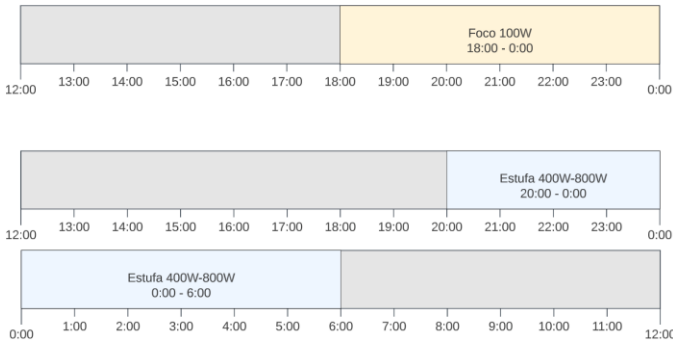 Foco 100W
18:00 - 0:00
12:00 13:00 14:00 15:00 16:00 17:00 18:00 19:00 20:00 21:00 22:00 23:00 0:00
Estufa 400W-800W
20:00 - 0:00
12:00 13:00 14:00 15:00 16:00 17:00 18:00 19:00 20:00 21:00 22:00 23:00 0:00
Estufa 400W-800W
0:00 - 6:00
0:00 1:00 2:00 3:00 4:00 5:00 6:00 7:00 8:00 9:00 10:00 11:00 12:00